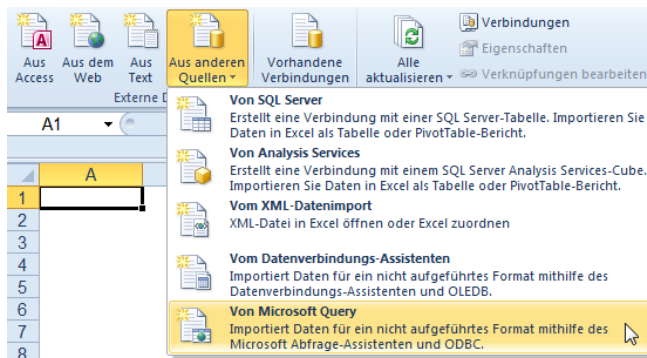 Aus Access
Aus dem Web
Aus Text
Aus anderen Quellen
Vorhandene Verbindungen
Alle aktualisieren
Verbindungen
Eigenschaften
Verknüpfungen bearbeiten
Externe D
A1
A
1
2
3
4
5
6
7
8
Von SQL Server
Erstellt eine Verbindung mit einer SQL Server-Tabelle. Importieren Sie
Daten in Excel als Tabelle oder PivotTable-Bericht.
Von Analysis Services
Erstellt eine Verbindung mit einem SQL Server Analysis Services-Cube.
Importieren Sie Daten in Excel als Tabelle oder PivotTable-Bericht.
Vom XML-Datenimport
XML-Datei in Excel öffnen oder Excel zuordnen
Vom Datenverbindungs-Assistenten
Importiert Daten für ein nicht aufgeführtes Format mithilfe des
Datenverbindungs-Assistenten und OLEDB.
Von Microsoft Query
Importiert Daten für ein nicht aufgeführtes Format mithilfe des
Microsoft Abfrage-Assistenten und ODBC.